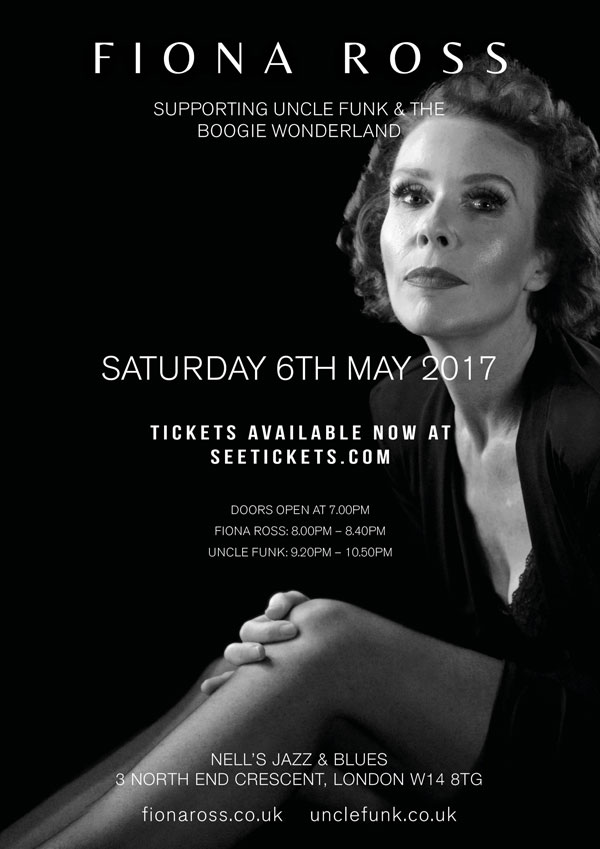 FIONA ROSS
SUPPORTING UNCLE FUNK & THE
BOOGIE WONDERLAND
SATURDAY 6TH MAY 2017
TICKETS AVAILABLE NOW AT
SEETICKETS.COM
DOORS OPEN AT 7.00PM
FIONA ROSS: 8.00PM – 8.40PM
UNCLE FUNK: 9.20PM – 10.50PM
NELL'S JAZZ & BLUES
3 NORTH END CRESCENT, LONDON W14 8TG
fionaross.co.uk unclefunk.co.uk